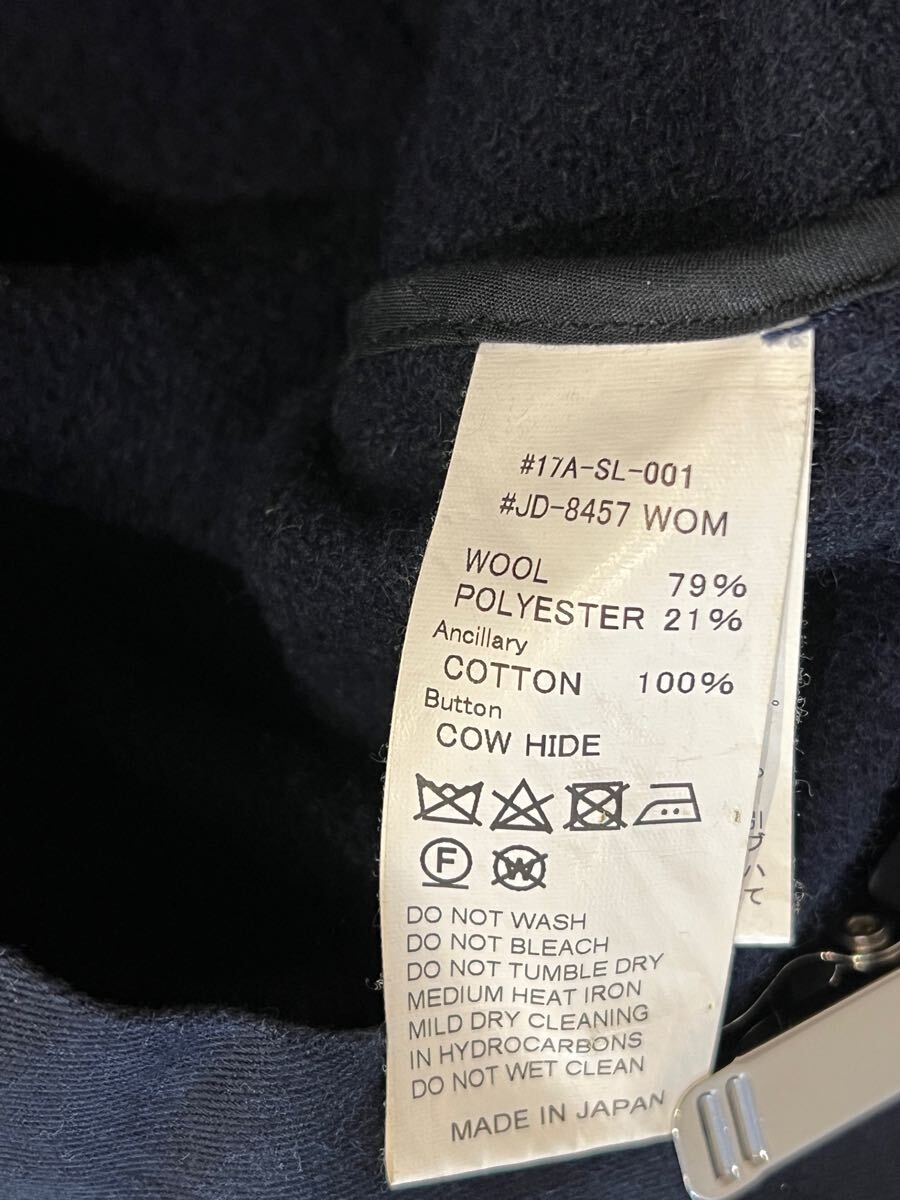 #17A-SL-001
#JD-8457 WOM
WOOL 79%
POLYESTER 21%
Ancillary
COTTON 100%
Button
COW HIDE
F W
DO NOT WASH
DO NOT BLEACH
DO NOT TUMBLE DRY
MEDIUM HEAT IRON
MILD DRY CLEANING
IN HYDROCARBONS
DO NOT WET CLEAN
MADE IN JAPAN